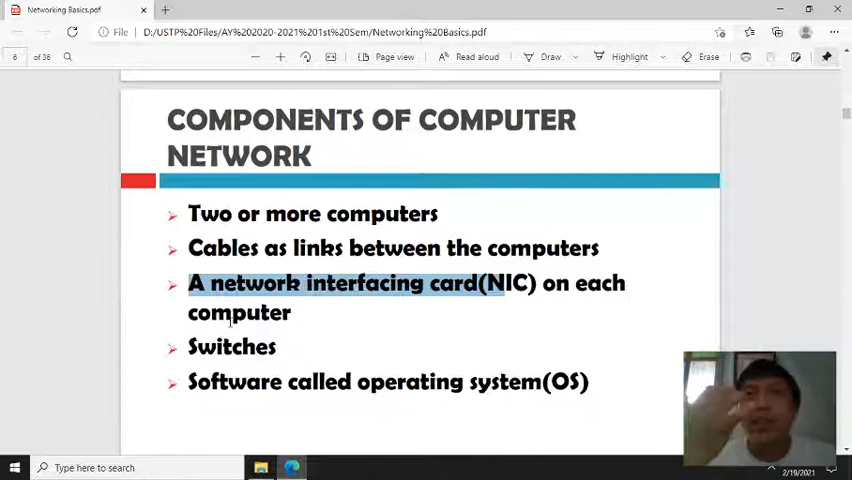 Networking Basics.pdf
File
D:/USTP%20Files/AY%202020-2021%201st%20Sem/Networking%20Basics.pdf
6 of 36
Page view
Read aloud
Draw
Highlight
Erase
COMPONENTS OF COMPUTER
NETWORK
Two or more computers
Cables as links between the computers
A network interfacing card(NIC) on each
computer
Switches
Software called operating system(OS)
Type here to search
2/19/2021